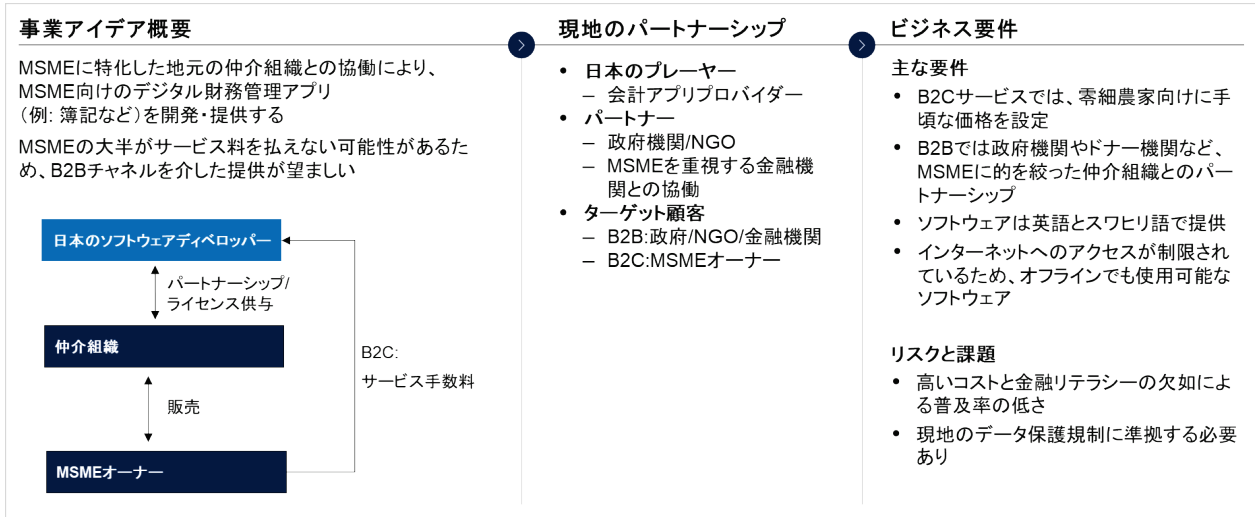 事業アイデア概要
MSMEに特化した地元の仲介組織との協働により、
MSME向けのデジタル財務管理アプリ
（例: 簿記など）を開発・提供する
MSMEの大半がサービス料を払えない可能性があるた
め、B2Bチャネルを介した提供が望ましい
日本のソフトウェアディベロッパー
パートナーシップ/
ライセンス供与
仲介組織
B2C:
サービス手数料
販売
MSMEオーナー
現地のパートナーシップ
• 日本のプレーヤー
– 会計アプリプロバイダー
• パートナー
– 政府機関/NGO
– MSMEを重視する金融機
関との協働
• ターゲット顧客
– B2B:政府/NGO/金融機関
– B2C:MSMEオーナー
ビジネス要件
主な要件
• B2Cサービスでは、零細農家向けに手
頃な価格を設定
• B2Bでは政府機関やドナー機関など、
MSMEに的を絞った仲介組織とのパー
トナーシップ
• ソフトウェアは英語とスワヒリ語で提供
• インターネットへのアクセスが制限され
ているため、オフラインでも使用可能な
ソフトウェア
リスクと課題
• 高いコストと金融リテラシーの欠如によ
る普及率の低さ
• 現地のデータ保護規制に準拠する必要
あり